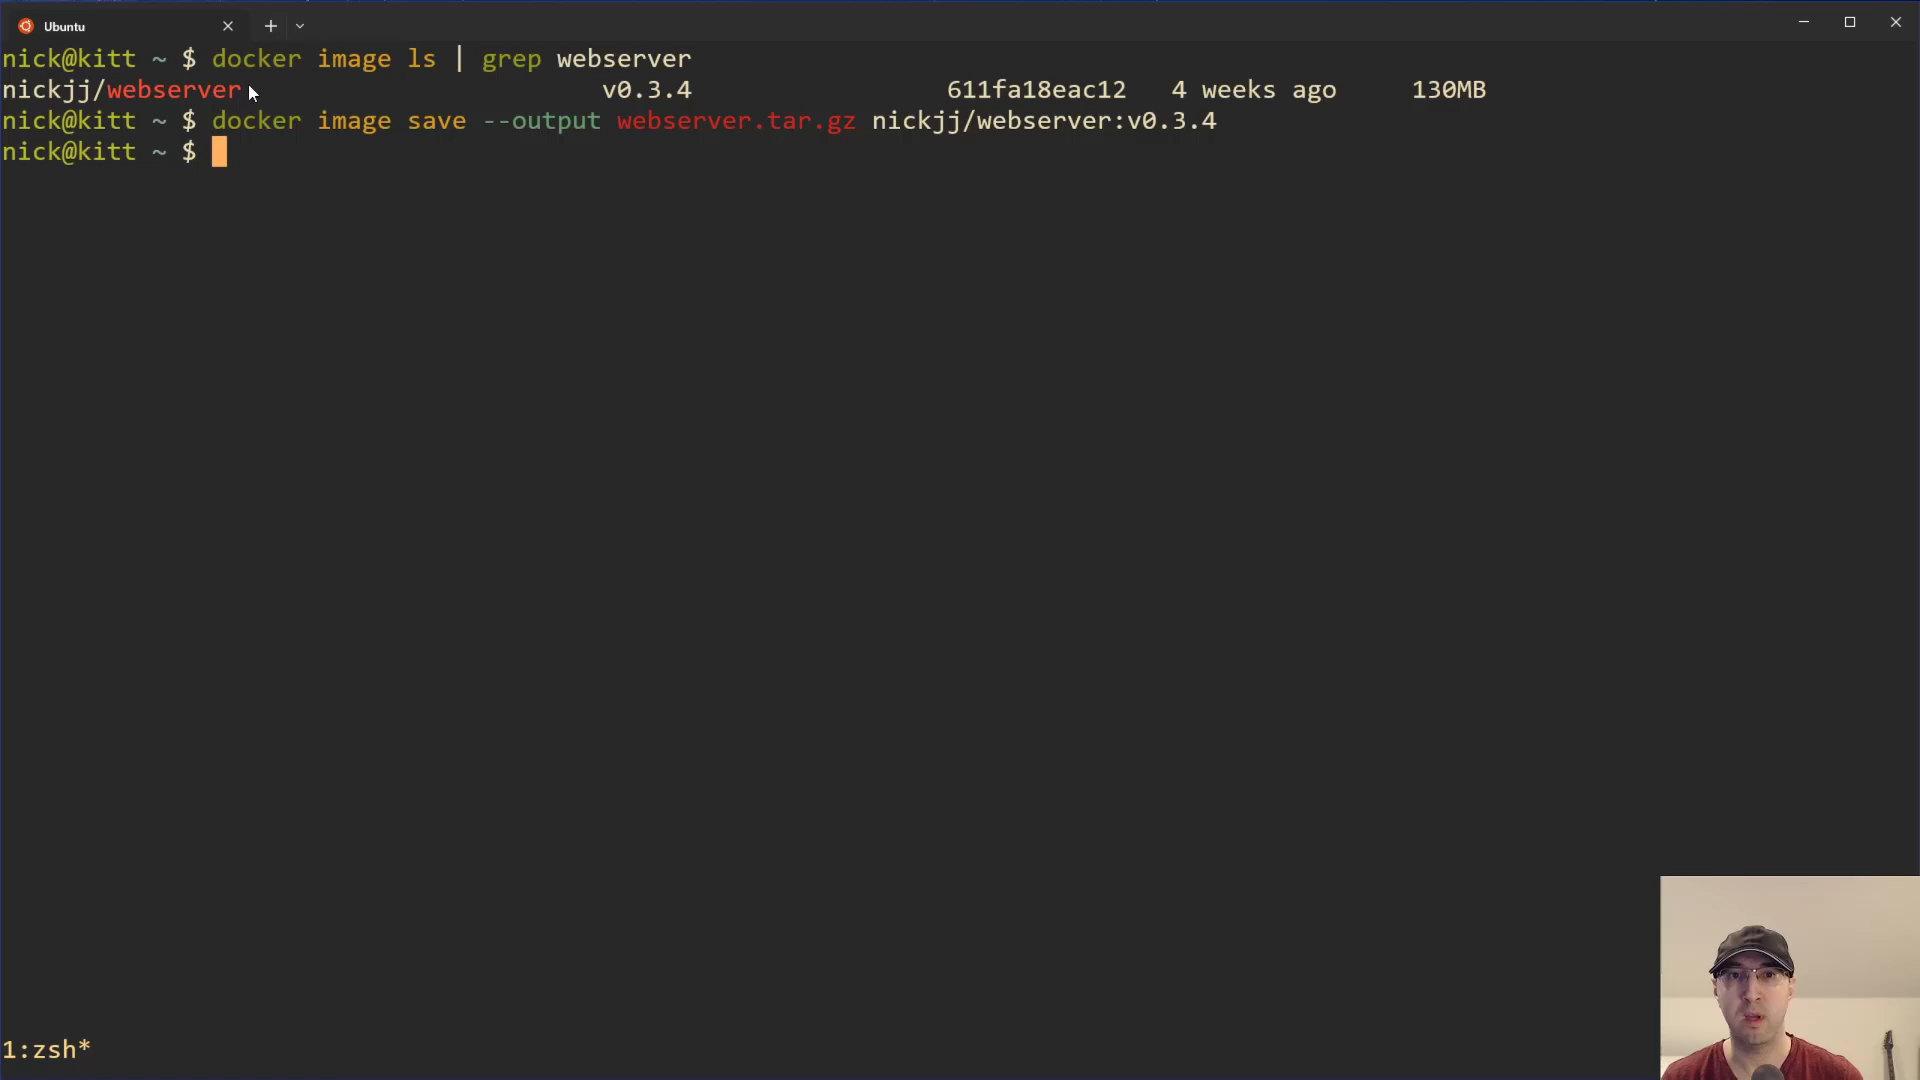 Ubuntu
nick@kitt ~ $ docker image ls | grep webserver
nickjj/webserver v0.3.4 611fa18eac12 4 weeks ago 130MB
nick@kitt ~ $ docker image save --output webserver.tar.gz nickjj/webserver:v0.3.4
nick@kitt ~ $
1:zsh*